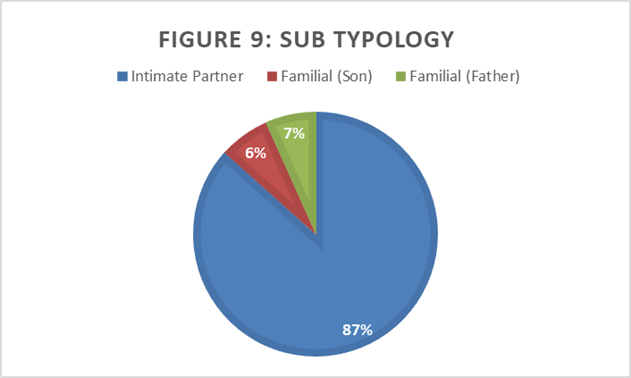 FIGURE 9: SUB TYPOLOGY
Intimate Partner Familial (Son) Familial (Father)
7%
6%
87%